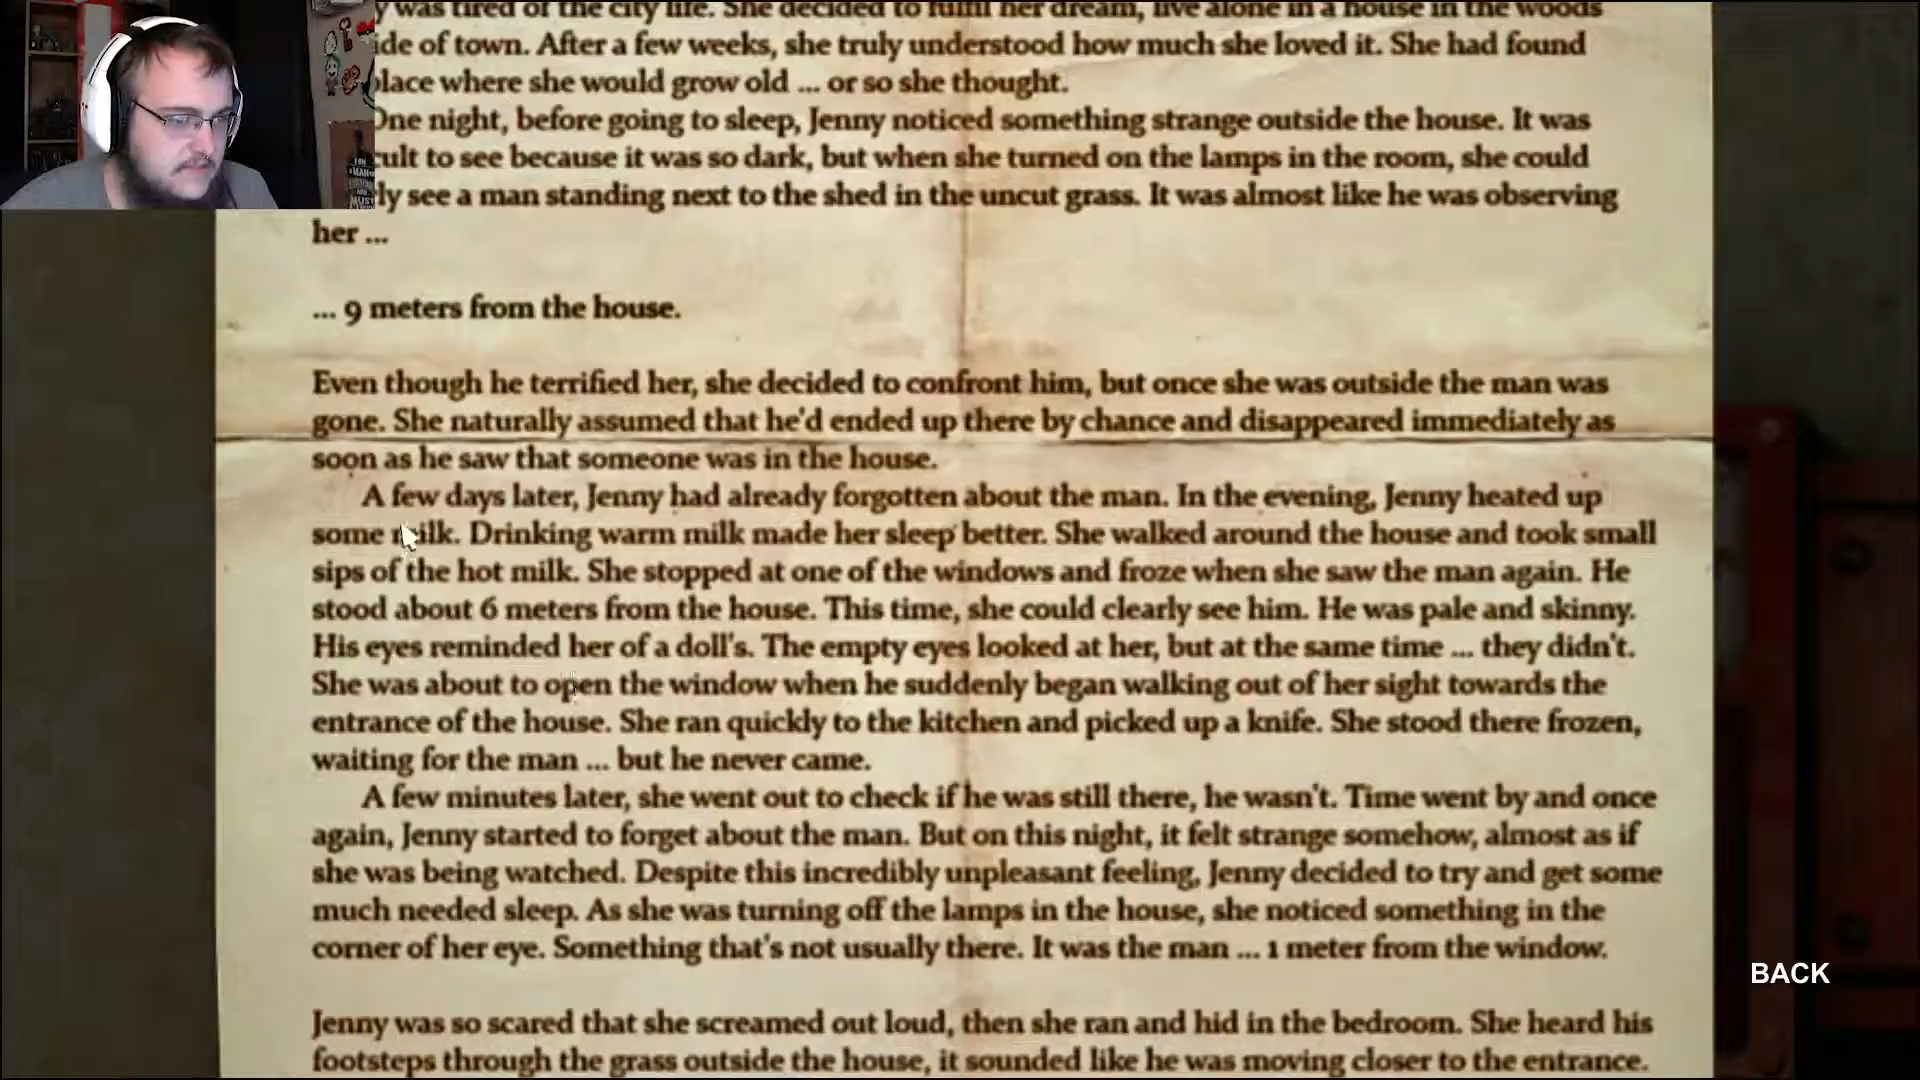 was tired of the city life. She decided to fulfil her dream, live alone in a house in the woods
ide of town. After a few weeks, she truly understood how much she loved it. She had found
place where she would grow old ... or so she thought.
One night, before going to sleep, Jenny noticed something strange outside the house. It was
cult to see because it was so dark, but when she turned on the lamps in the room, she could
ly see a man standing next to the shed in the uncut grass. It was almost like he was observing
her ...
... 9 meters from the house.
Even though he terrified her, she decided to confront him, but once she was outside the man was
gone. She naturally assumed that he'd ended up there by chance and disappeared immediately as
soon as he saw that someone was in the house.
A few days later, Jenny had already forgotten about the man. In the evening, Jenny heated up
some milk. Drinking warm milk made her sleep better. She walked around the house and took small
sips of the hot milk. She stopped at one of the windows and froze when she saw the man again. He
stood about 6 meters from the house. This time, she could clearly see him. He was pale and skinny.
His eyes reminded her of a doll's. The empty eyes looked at her, but at the same time ... they didn't.
She was about to open the window when he suddenly began walking out of her sight towards the
entrance of the house. She ran quickly to the kitchen and picked up a knife. She stood there frozen,
waiting for the man ... but he never came.
A few minutes later, she went out to check if he was still there, he wasn't. Time went by and once
again, Jenny started to forget about the man. But on this night, it felt strange somehow, almost as if
she was being watched. Despite this incredibly unpleasant feeling, Jenny decided to try and get some
much needed sleep. As she was turning off the lamps in the house, she noticed something in the
corner of her eye. Something that's not usually there. It was the man ... 1 meter from the window.
BACK
Jenny was so scared that she screamed out loud, then she ran and hid in the bedroom. She heard his
footsteps through the grass outside the house, it sounded like he was moving closer to the entrance.